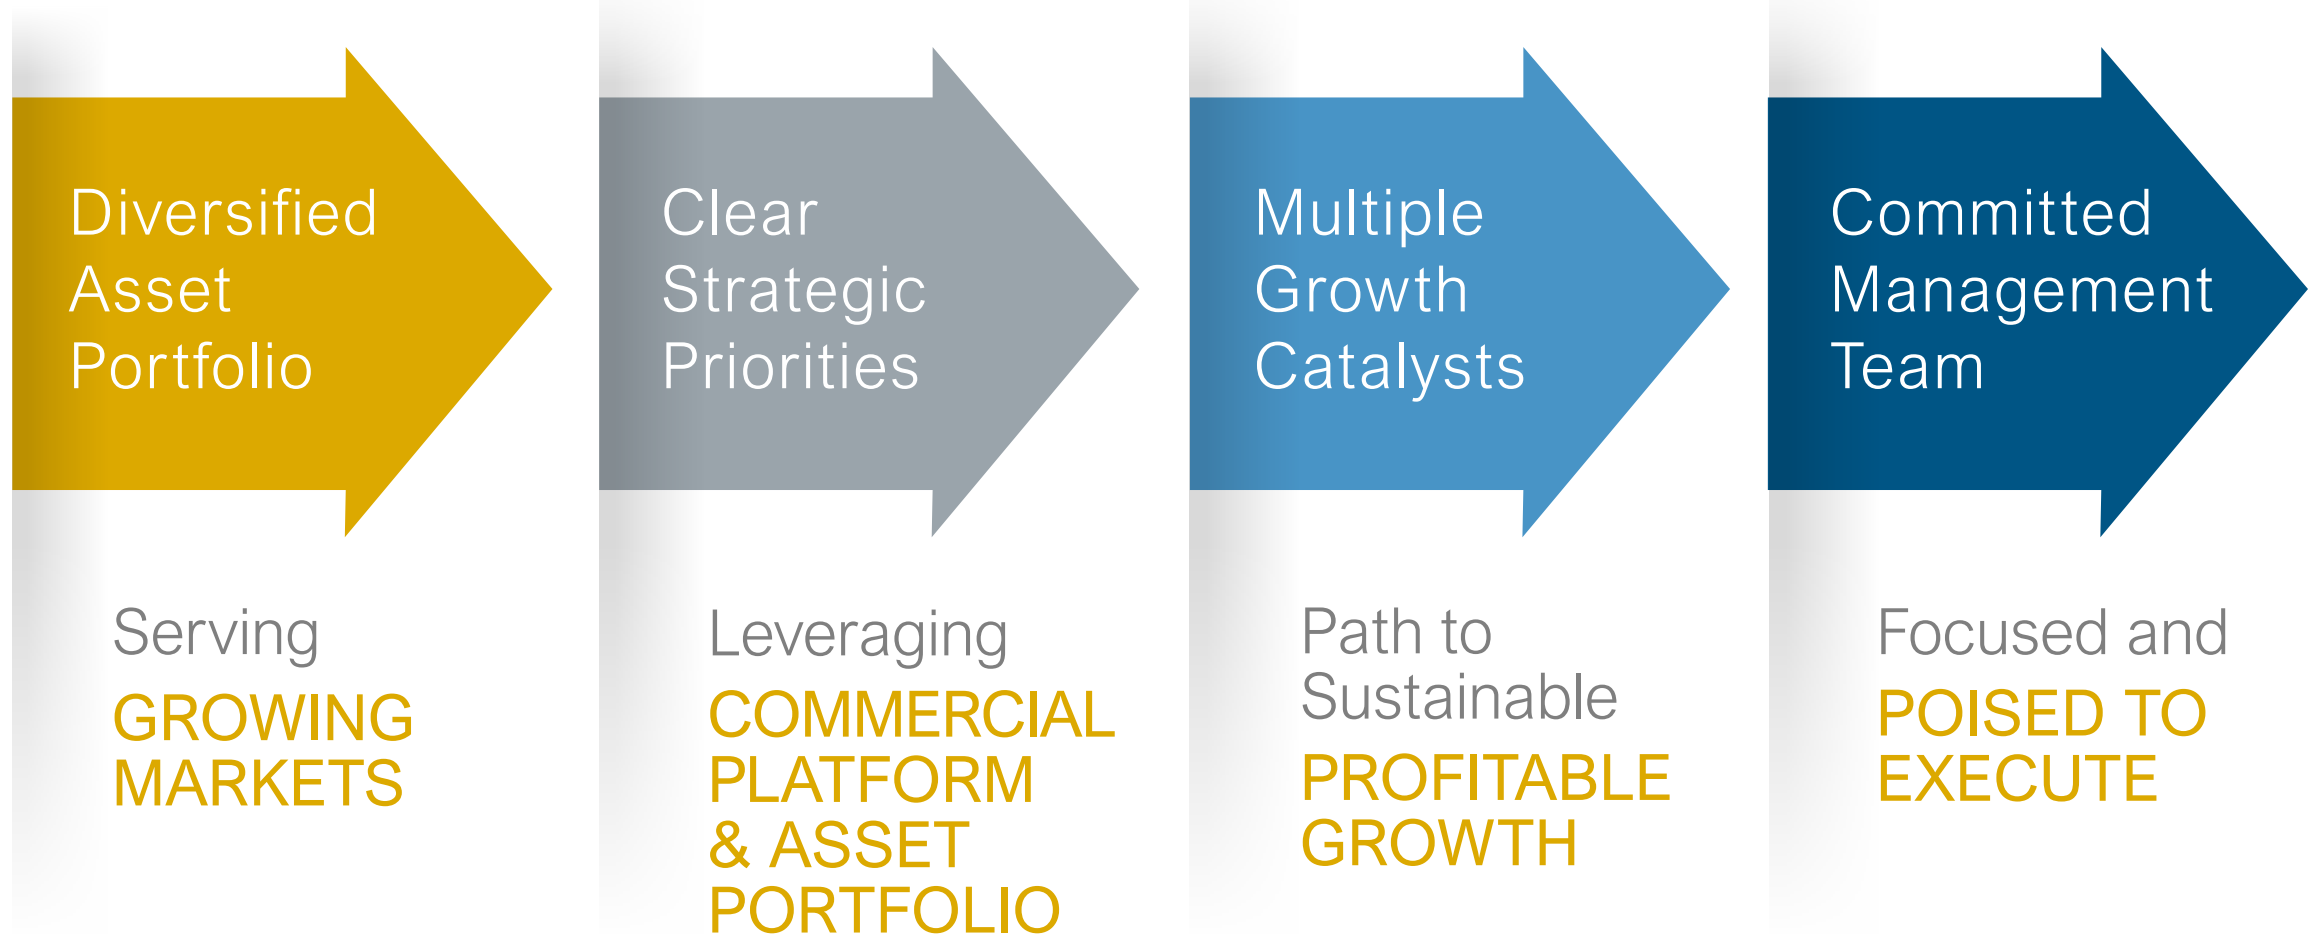 Diversified
Asset
Portfolio
Serving
GROWING
MARKETS
Clear
Strategic
Priorities
Leveraging
COMMERCIAL
PLATFORM
& ASSET
PORTFOLIO
Multiple
Growth
Catalysts
Path to
Sustainable
PROFITABLE
GROWTH
Committed
Management
Team
Focused and
POISED TO
EXECUTE